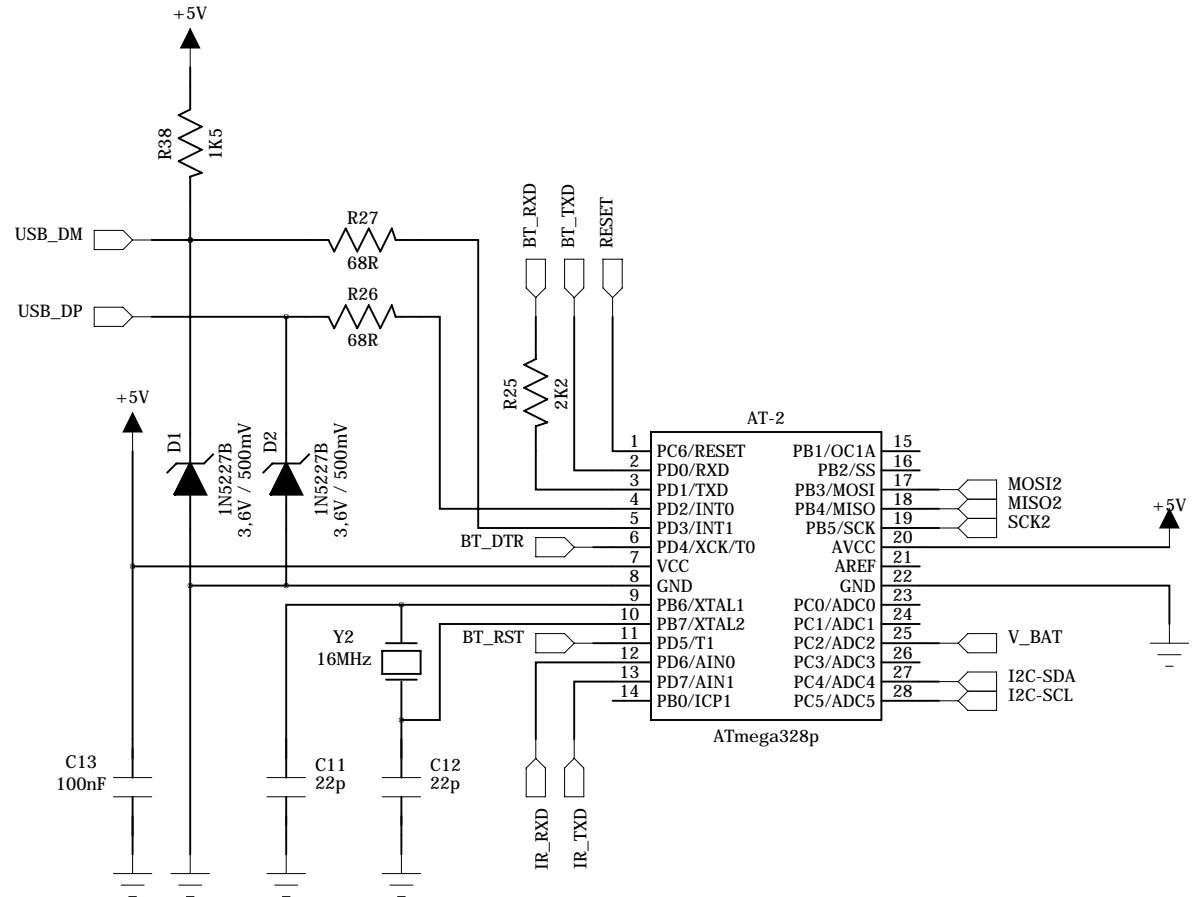 +5V
R38
1K5
USB_DM
R27
68R
USB_DP
R26
68R
BT_RXD
BT_TXD
RESET
R25
2K2
+5V
D1
1N5227B
3,6V / 500mV
D2
1N5227B
3,6V / 500mV
AT-2
1 PC6/RESET PB1/OC1A 15
2 PD0/RXD PB2/SS 16
3 PD1/TXD PB3/MOSI 17 MOSI2
4 PD2/INT0 PB4/MISO 18 MISO2
5 PD3/INT1 PB5/SCK 19 SCK2
BT_DTR 6 PD4/XCK/T0 AVCC 20
+5V
7 VCC AREF 21
8 GND GND 22
9 PB6/XTAL1 PC0/ADC0 23
10 PB7/XTAL2 PC1/ADC1 24
BT_RST 11 PD5/T1 PC2/ADC2 25 V_BAT
12 PD6/AIN0 PC3/ADC3 26
13 PD7/AIN1 PC4/ADC4 27 I2C-SDA
14 PB0/ICP1 PC5/ADC5 28 I2C-SCL
ATmega328p
Y2
16MHz
C13
100nF
C11
22p
C12
22p
IR_RXD
IR_TXD